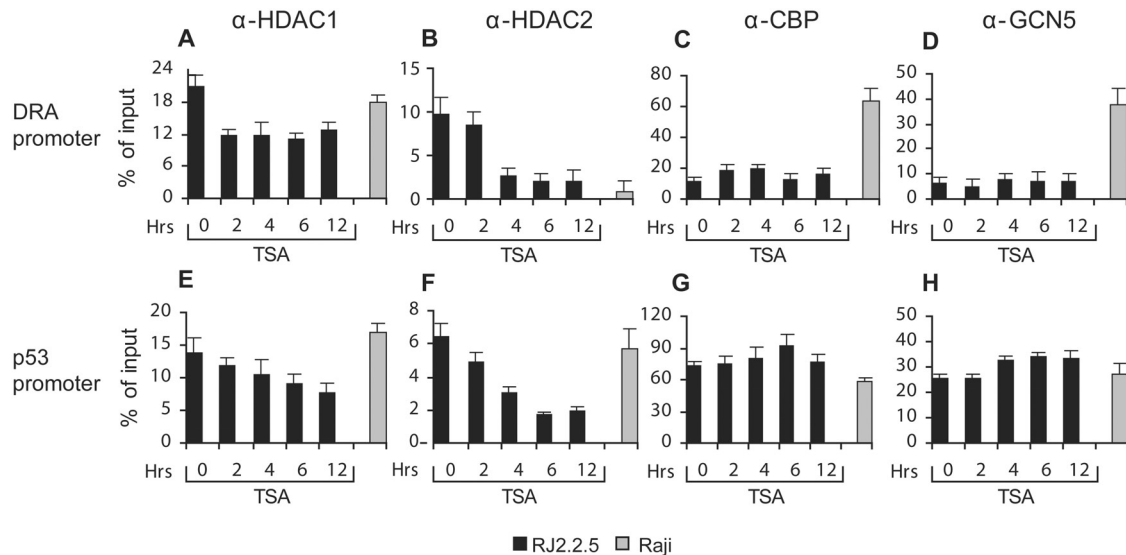 α-HDAC1 α-HDAC2 α-CBP α-GCN5
A B C D
DRA promoter
% of input
24 18 12 6 0
15 10 5 0
80 60 40 20 0
50 40 30 20 10 0
Hrs 0 2 4 6 12 Hrs 0 2 4 6 12 Hrs 0 2 4 6 12 Hrs 0 2 4 6 12
TSA TSA TSA TSA
E F G H
p53 promoter
% of input
20 15 10 5 0
8 6 4 2 0
120 90 60 30 0
50 40 30 20 10 0
Hrs 0 2 4 6 12 Hrs 0 2 4 6 12 Hrs 0 2 4 6 12 Hrs 0 2 4 6 12
TSA TSA TSA TSA
RJ2.2.5 Raji